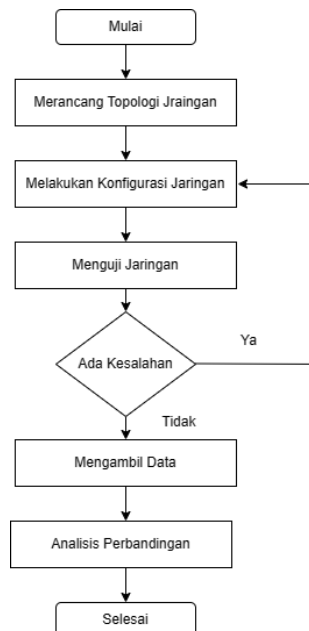 Mulai
Merancang Topologi Jraingan
Melakukan Konfigurasi Jaringan
Menguji Jaringan
Ada Kesalahan
Ya
Tidak
Mengambil Data
Analisis Perbandingan
Selesai